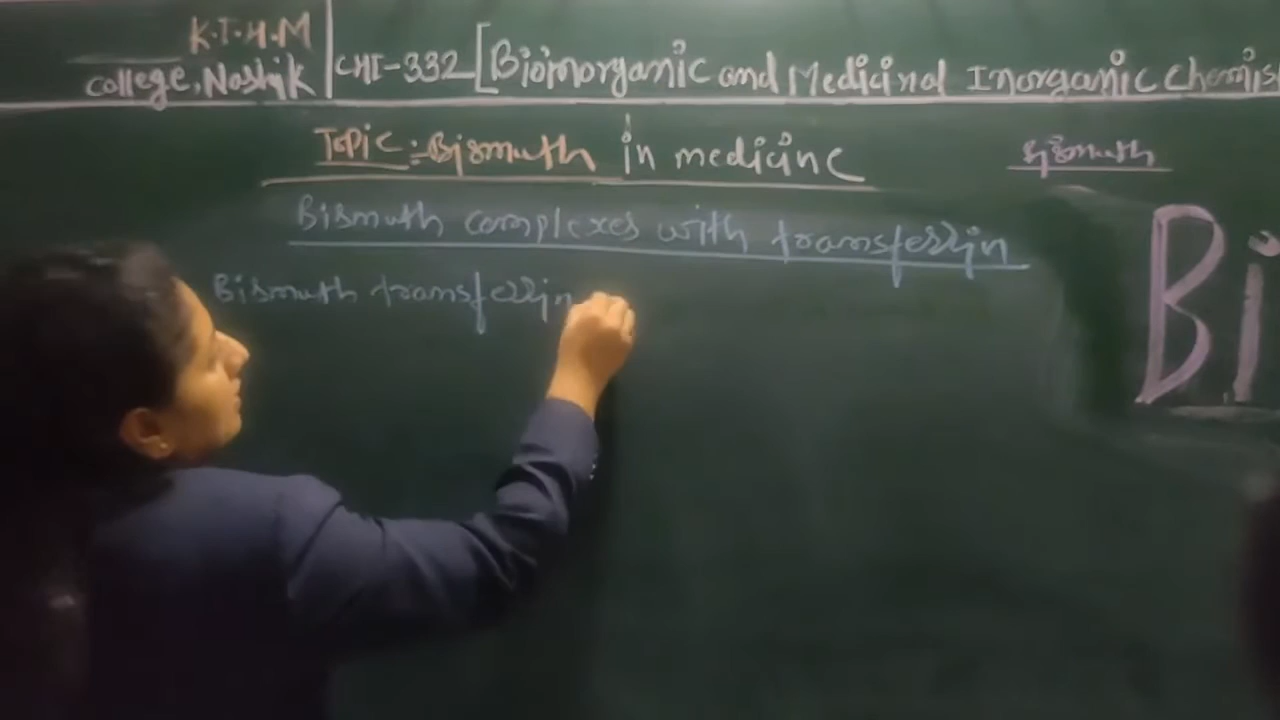 K.T.H.M
college, Nashik
CHI-332 [Bioinorganic and Medicinal Inorganic Chemis
Topic:- Bismuth in medicine
Bismuth
Bismuth complexes with transferrin
Bismuth transferrin
Bi